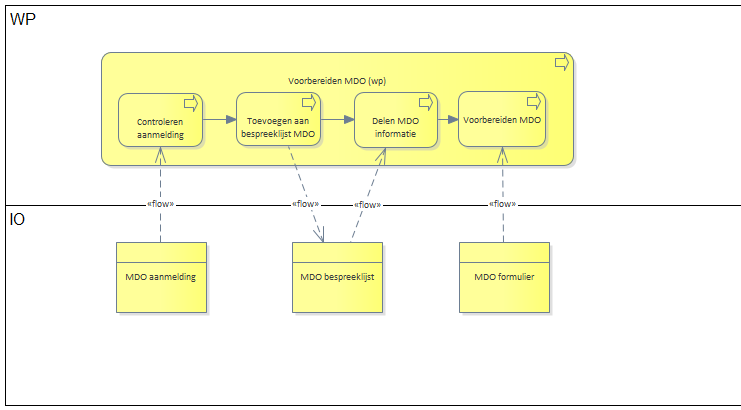 WP
Voorbereiden MDO (wp)
Controleren
aanmelding
Toevoegen aan
bespreeklijst MDO
Delen MDO
informatie
Voorbereiden MDO
«flow»
«flow»
«flow»
«flow»
IO
MDO aanmelding
MDO bespreeklijst
MDO formulier